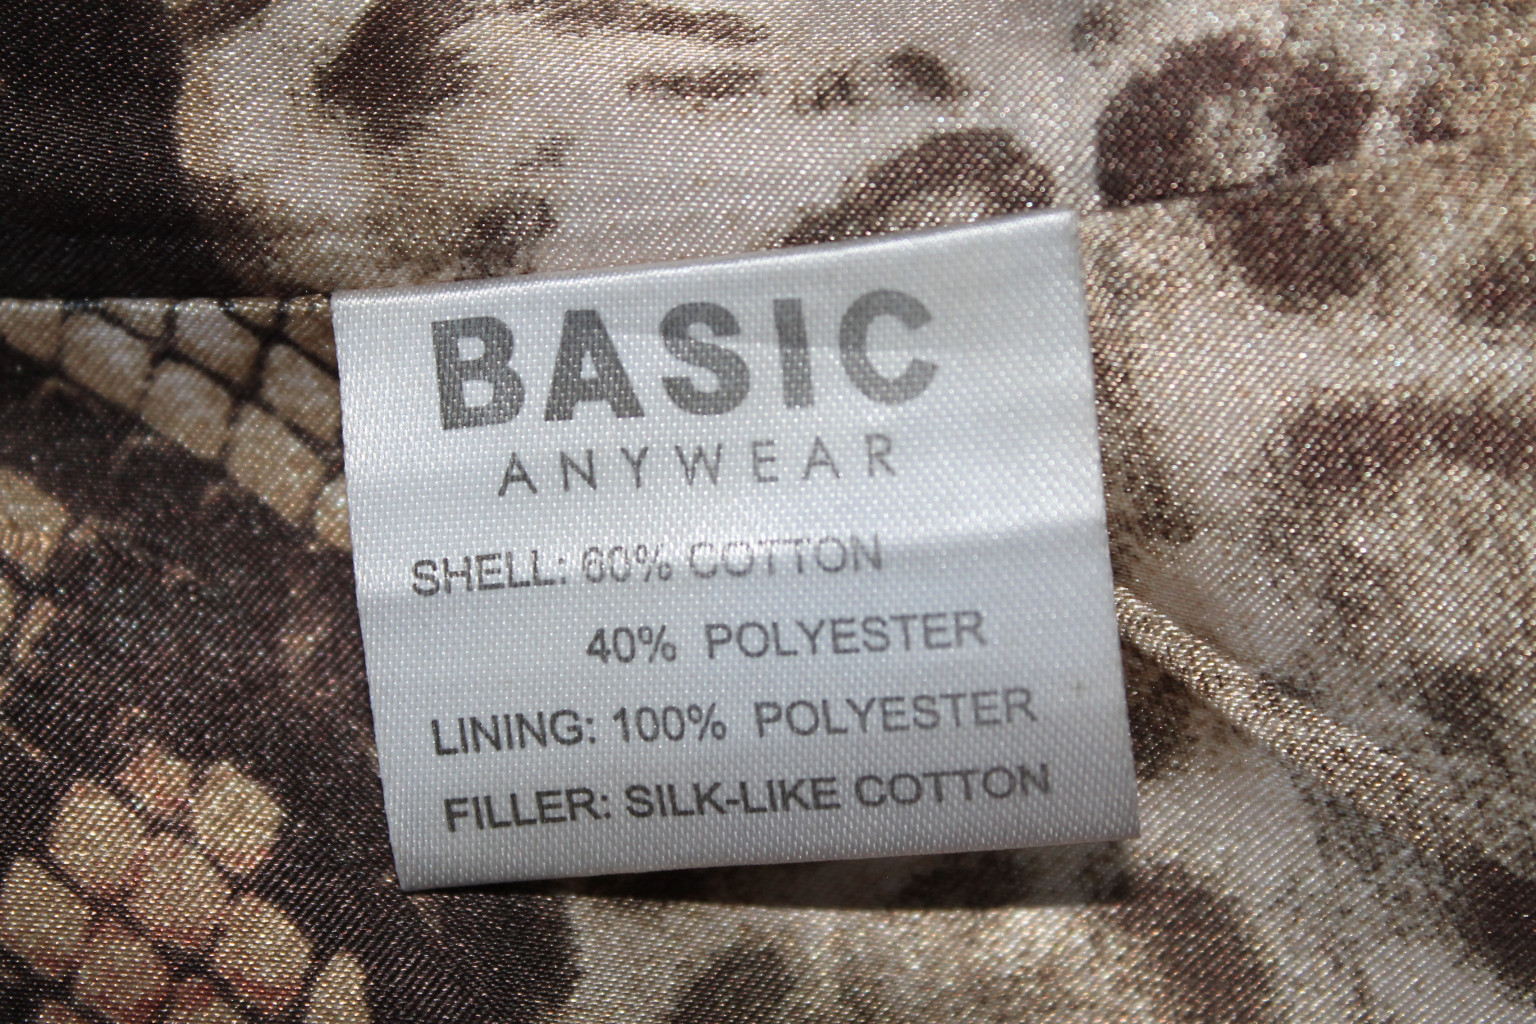 BASIC
ANYWEAR
SHELL: 60% COTTON
40% POLYESTER
LINING: 100% POLYESTER
FILLER: SILK-LIKE COTTON